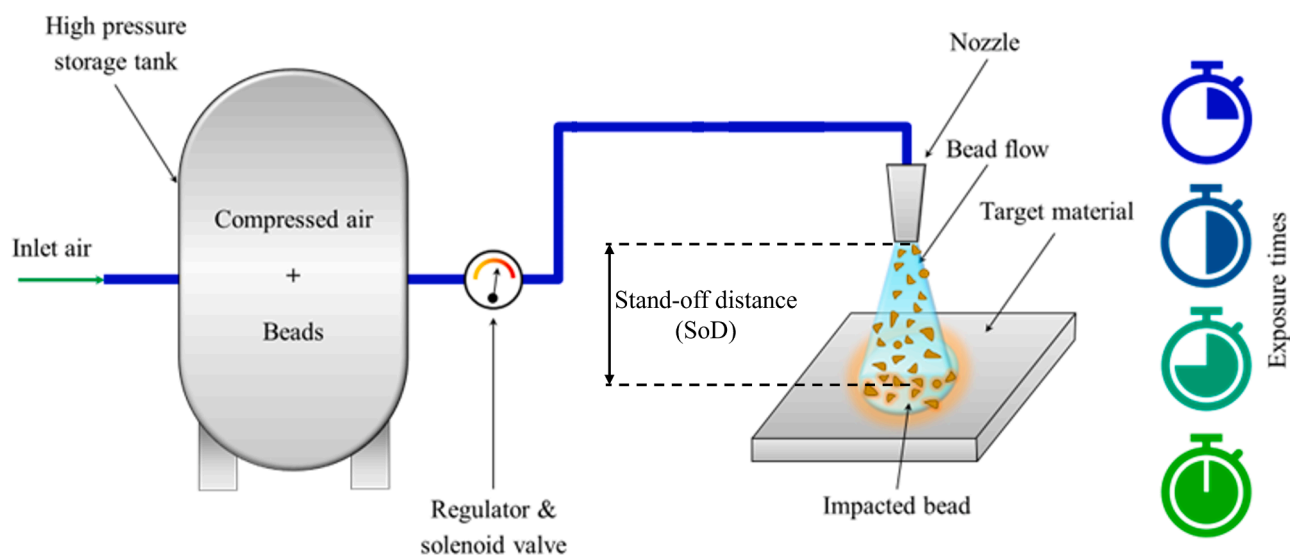 High pressure
storage tank
Nozzle
Bead flow
Target material
Compressed air
+
Beads
Inlet air
Stand-off distance
(SoD)
Exposure times
Impacted bead
Regulator &
solenoid valve